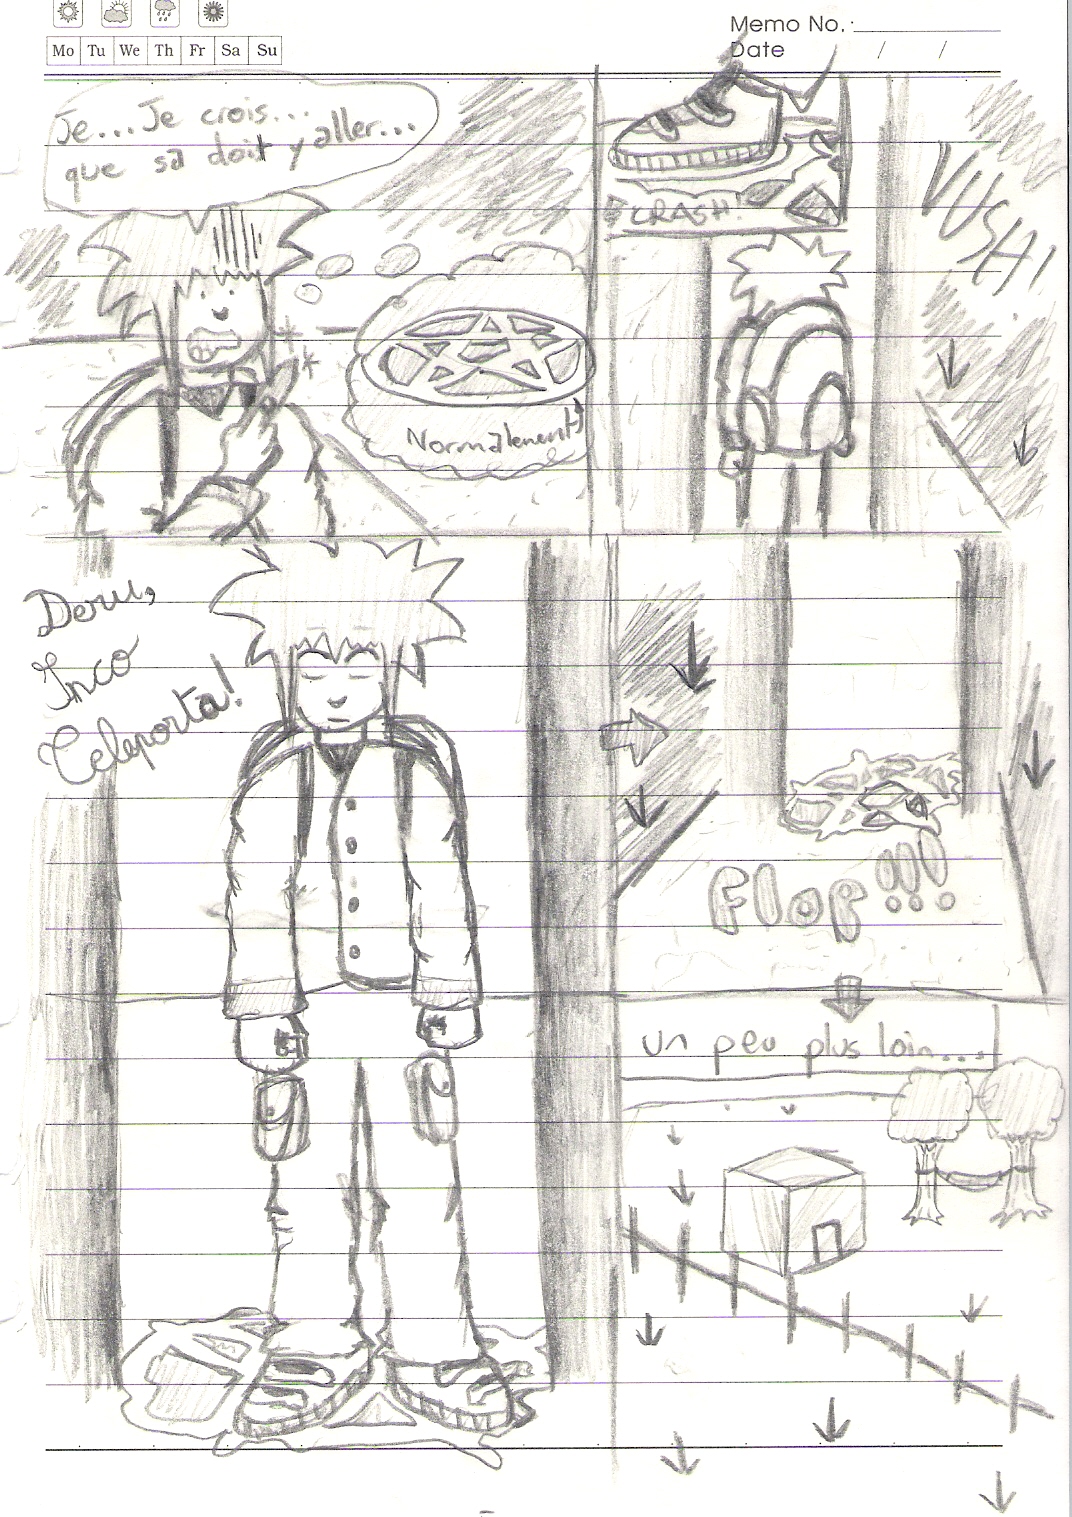 Memo No. :
Mo Tu We Th Fr Sa Su
Date / /
Je...Je crois...
que sa doit y aller...
Normalement
CRASH!
VUSH!
Deru,
Inco
Teleporta!
Flop!!!
un peu plus loin....